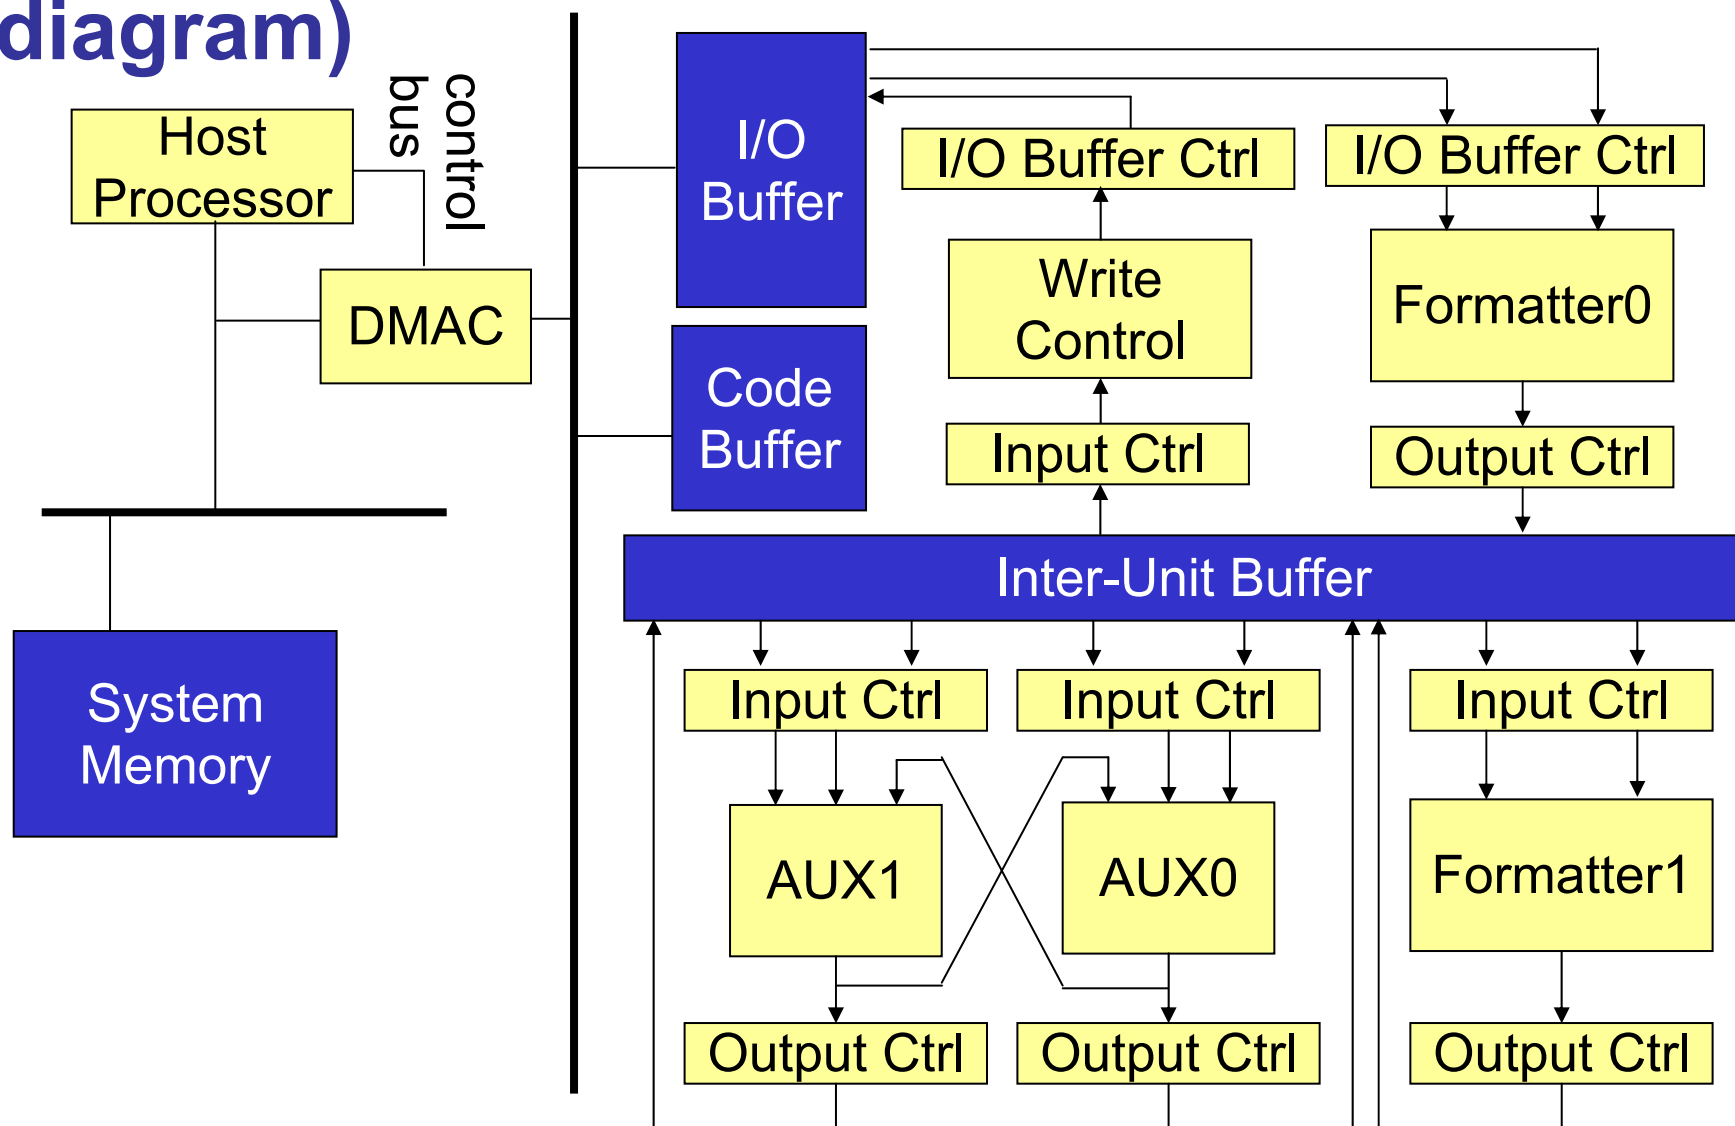 diagram)
control
bus
Host
Processor
DMAC
System
Memory
I/O
Buffer
Code
Buffer
I/O Buffer Ctrl
I/O Buffer Ctrl
Write
Control
Formatter0
Input Ctrl
Output Ctrl
Inter-Unit Buffer
Input Ctrl
Input Ctrl
Input Ctrl
AUX1
AUX0
Formatter1
Output Ctrl
Output Ctrl
Output Ctrl